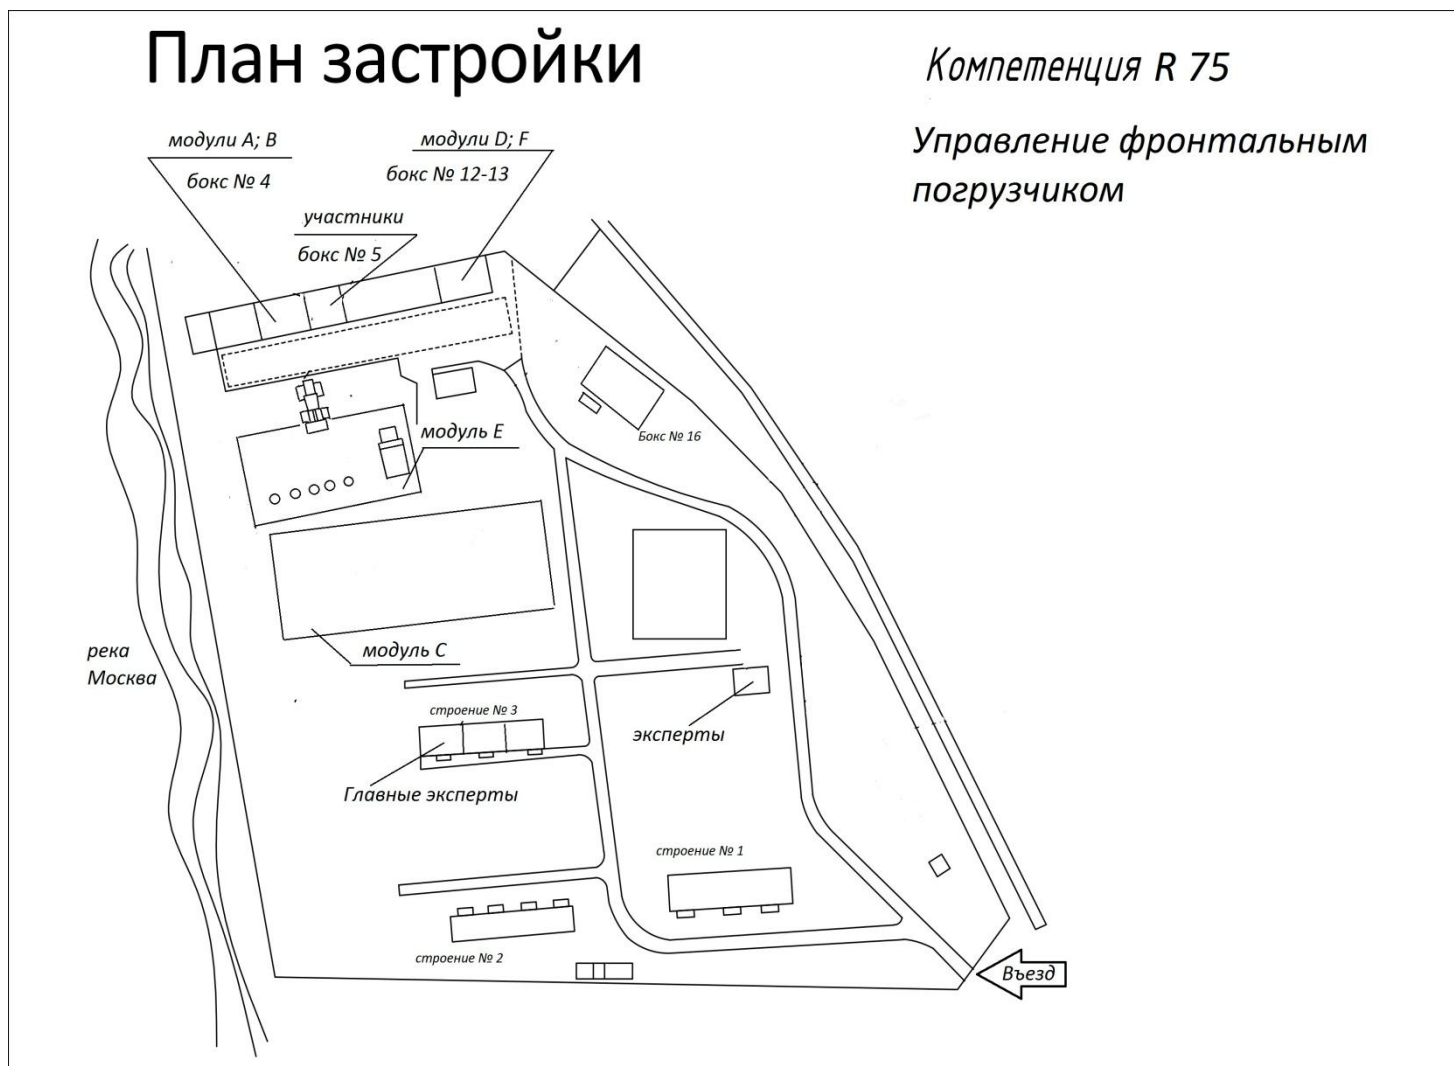 План застройки
Компетенция R 75
Управление фронтальным
погрузчиком
модули A; B
бокс № 4
модули D; F
бокс № 12-13
участники
бокс № 5
Бокс № 16
модуль E
модуль C
река
Москва
строение № 3
эксперты
Главные эксперты
строение № 1
строение № 2
Въезд